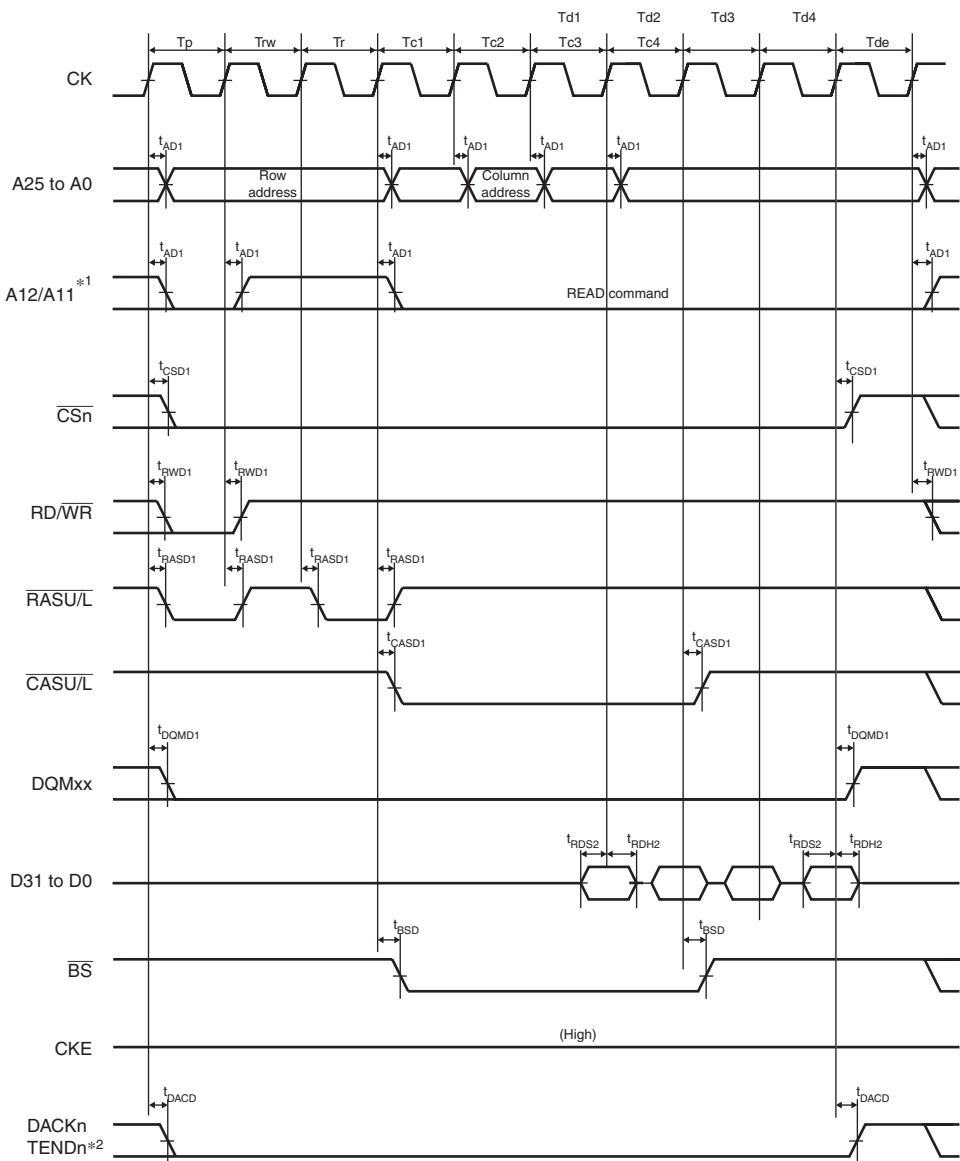 Td1 Td2 Td3 Td4
Tp Trw Tr Tc1 Tc2 Tc3 Tc4 Tde
CK
tAD1 tAD1 tAD1 tAD1 tAD1 tAD1
A25 to A0
Row address
Column address
tAD1 tAD1 tAD1 tAD1
A12/A11 *1
READ command
tCSD1 tCSD1
CSn
tRWD1 tRWD1 tRWD1
RD/WR
tRASD1 tRASD1 tRASD1 tRASD1
RASU/L
tCASD1 tCASD1
CASU/L
tDQMD1 tDQMD1
DQMxx
tRDS2 tRDH2 tRDS2 tRDH2
D31 to D0
tBSD tBSD
BS
(High)
CKE
tDACD tDACD
DACKn
TENDn*2